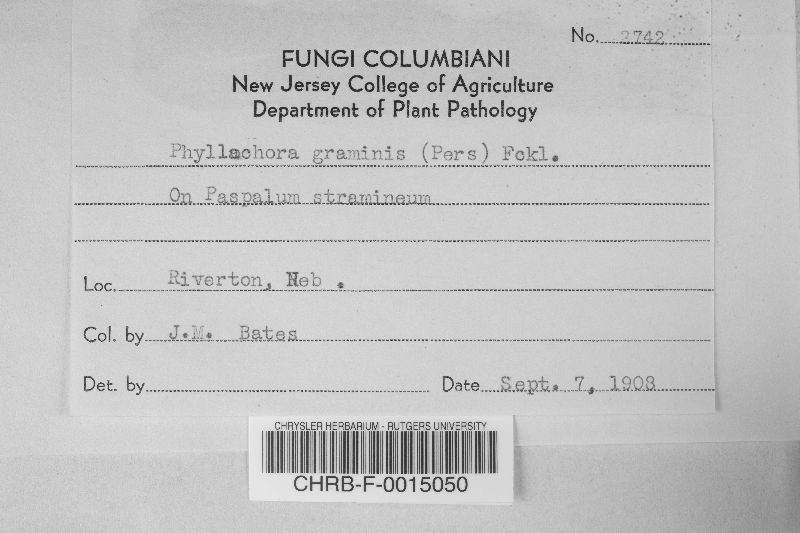 No. 2742
FUNGI COLUMBIANI
New Jersey College of Agriculture
Department of Plant Pathology
Phyllachora graminis (Pers) Fckl.
On Paspalum stramineum
Loc. Riverton, Neb .
Col. by J.M. Bates
Det. by Date Sept. 7, 1908
CHRYSLER HERBARIUM - RUTGERS UNIVERSITY
CHRB-F-0015050